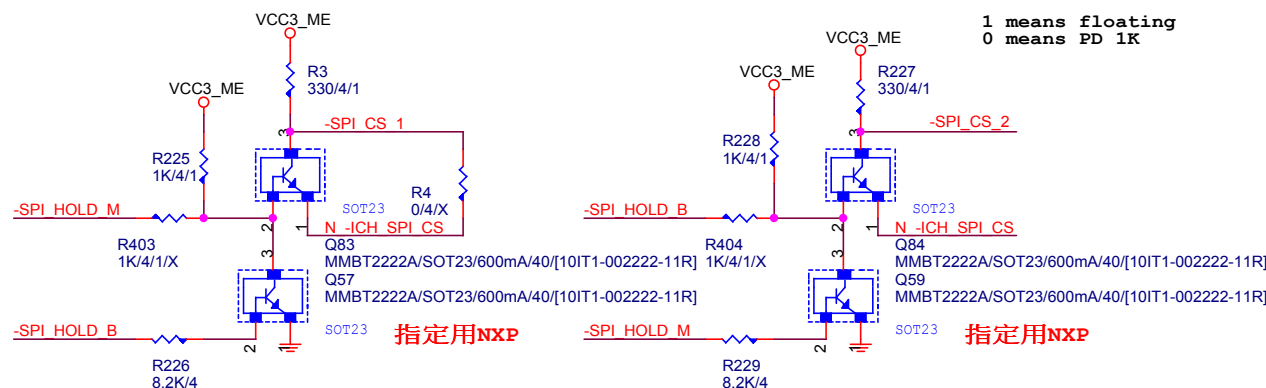 VCC3_ME
R3
330/4/1
VCC3_ME
-SPI_CS_1
3
R225
1K/4/1
R4
0/4/X
SOT23
-SPI_HOLD_M
2
1
N_-ICH_SPI_CS
R403
1K/4/1/X
Q83
MMBT2222A/SOT23/600mA/40/[10IT1-002222-11R]
3
Q57
MMBT2222A/SOT23/600mA/40/[10IT1-002222-11R]
SOT23
-SPI_HOLD_B
指定用NXP
2
1
R226
8.2K/4
1 means floating
0 means PD 1K
VCC3_ME
R227
330/4/1
VCC3_ME
-SPI_CS_2
3
R228
1K/4/1
SOT23
-SPI_HOLD_B
2
1
N_-ICH_SPI_CS
R404
1K/4/1/X
Q84
MMBT2222A/SOT23/600mA/40/[10IT1-002222-11R]
3
Q59
MMBT2222A/SOT23/600mA/40/[10IT1-002222-11R]
SOT23
-SPI_HOLD_M
指定用NXP
2
1
R229
8.2K/4